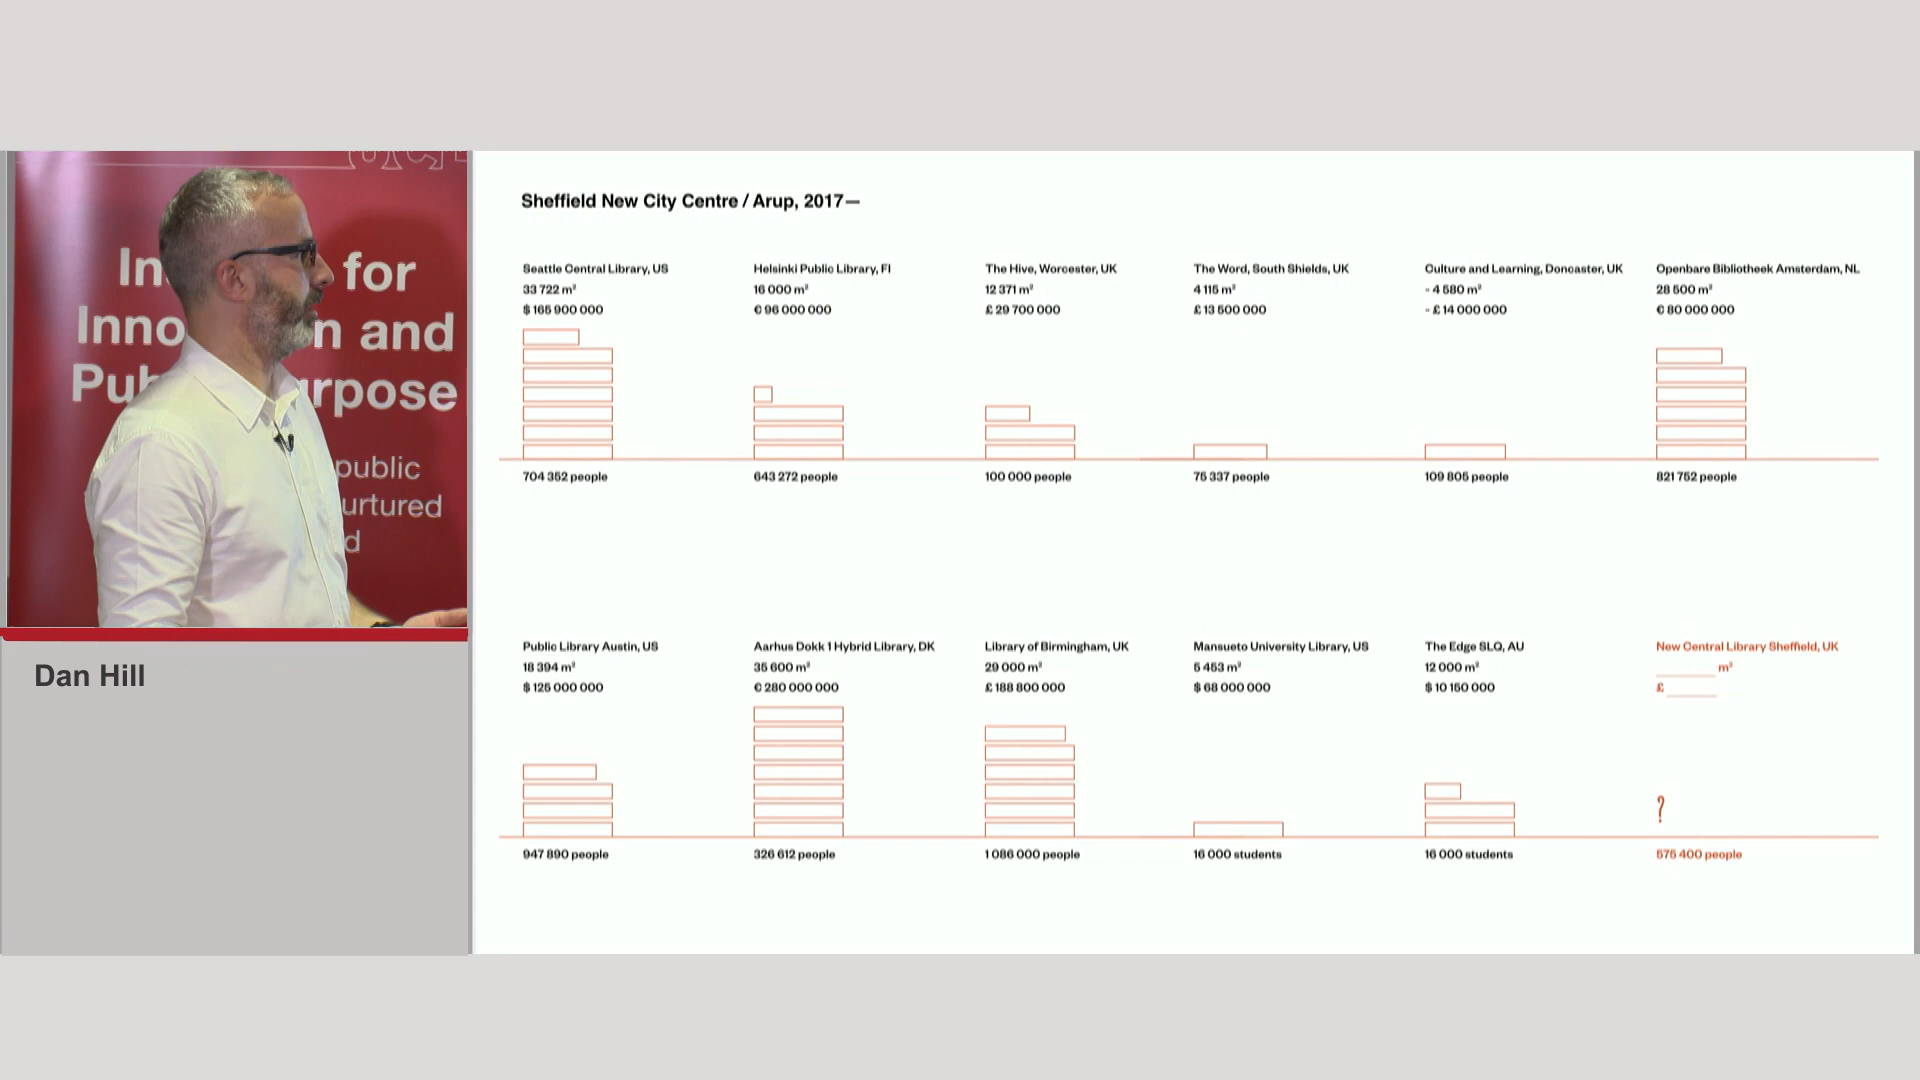 In for
Inno n and
Pub rpose
public
urtured
d
Dan Hill
Sheffield New City Centre / Arup, 2017—
Seattle Central Library, US
33 722 m²
$ 165 900 000
704 352 people
Helsinki Public Library, FI
16 000 m²
€ 96 000 000
643 272 people
The Hive, Worcester, UK
12 371 m²
£ 29 700 000
100 000 people
The Word, South Shields, UK
4 115 m²
£ 13 500 000
75 337 people
Culture and Learning, Doncaster, UK
- 4 580 m²
- £ 14 000 000
109 805 people
Openbare Bibliotheek Amsterdam, NL
28 500 m²
€ 80 000 000
821 752 people
Public Library Austin, US
18 394 m²
$ 125 000 000
947 890 people
Aarhus Dokk 1 Hybrid Library, DK
35 600 m²
€ 280 000 000
326 612 people
Library of Birmingham, UK
29 000 m²
£ 188 800 000
1 086 000 people
Mansueto University Library, US
5 453 m²
$ 68 000 000
16 000 students
The Edge SLQ, AU
12 000 m²
$ 10 150 000
16 000 students
New Central Library Sheffield, UK
______ m²
£ ______
?
575 400 people